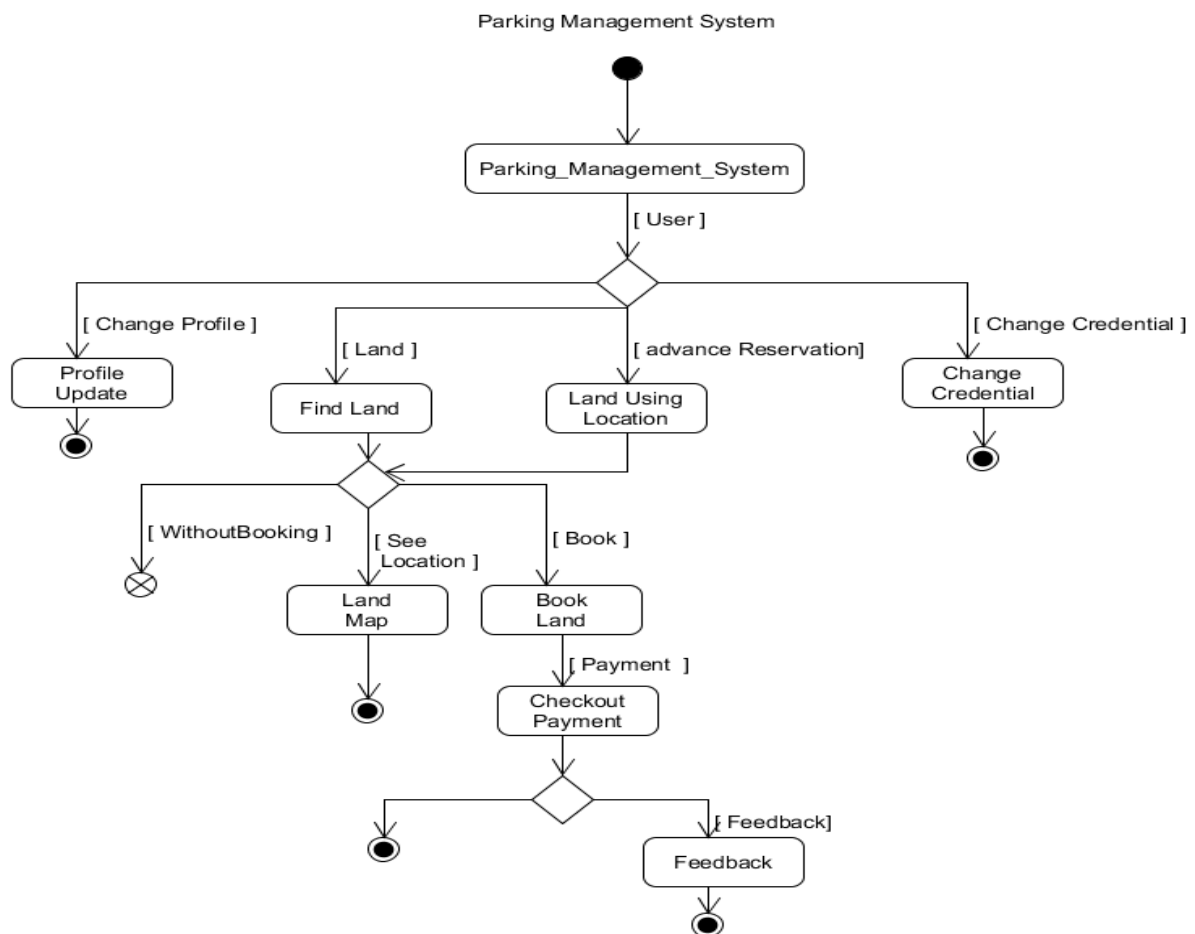 Parking Management System
Parking_Management_System
[ User ]
[ Change Profile ]
[ Land ]
[ advance Reservation]
[ Change Credential ]
Profile
Update
Find Land
Land Using
Location
Change
Credential
[ WithoutBooking ]
[ See
Location ]
[ Book ]
Land
Map
Book
Land
[ Payment  ]
Checkout
Payment
[ Feedback]
Feedback